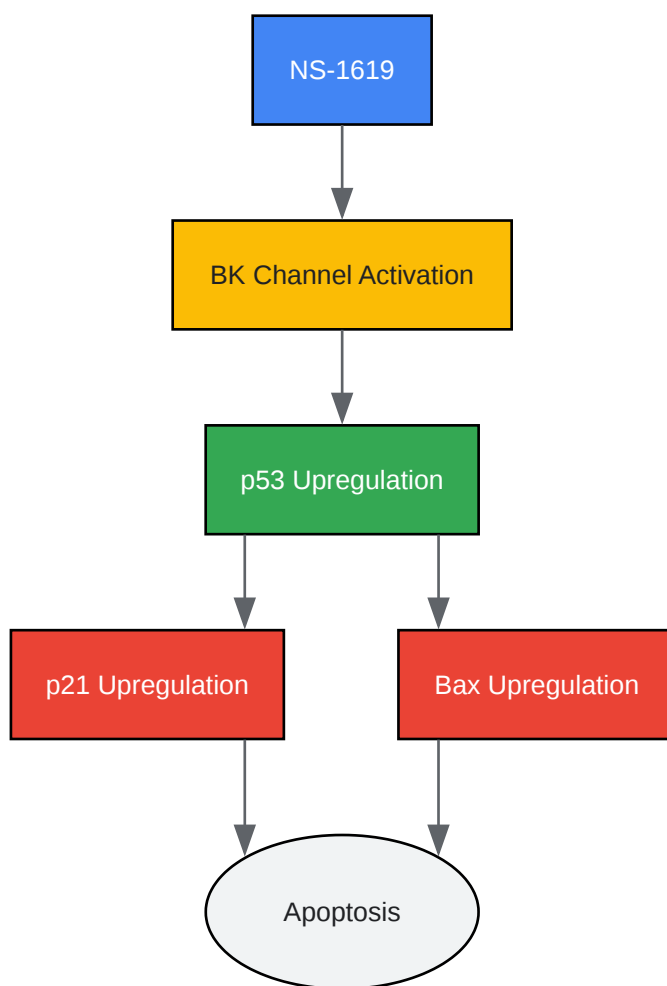 NS-1619
BK Channel Activation
p53 Upregulation
p21 Upregulation
Bax Upregulation
Apoptosis